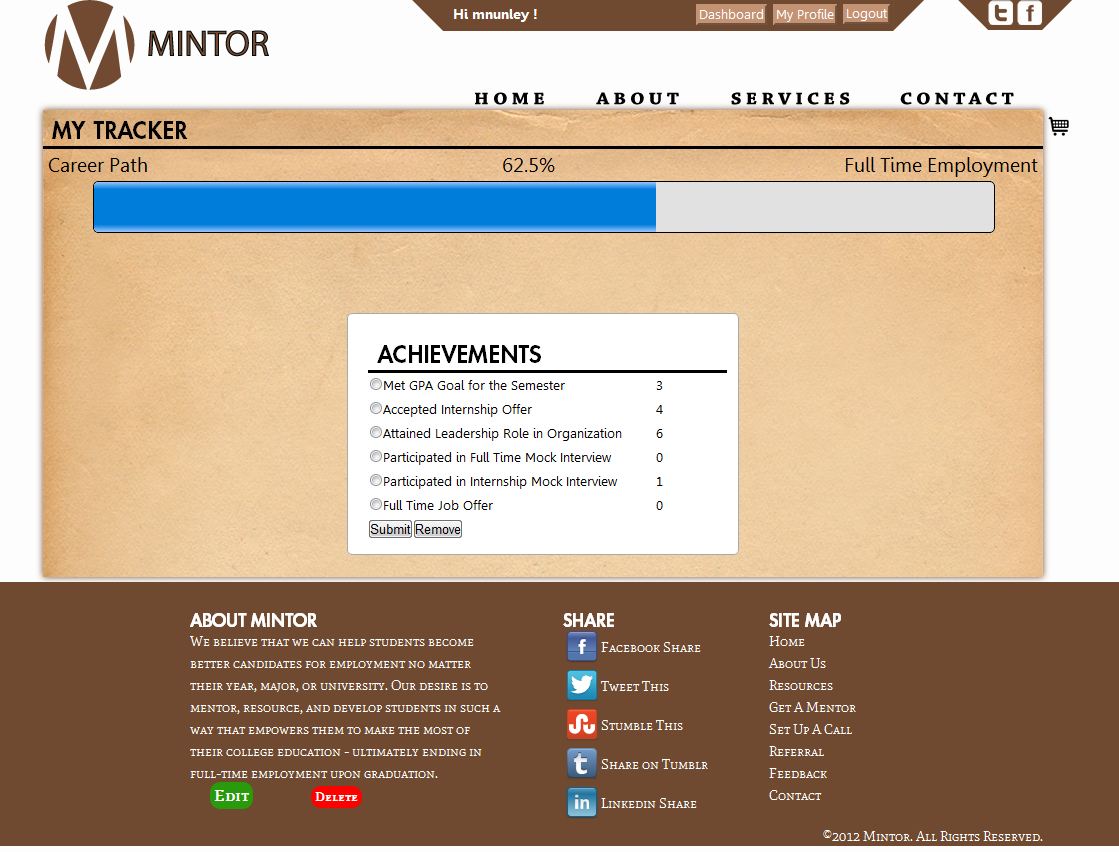 Hi mnunley !
Dashboard My Profile Logout
MINTOR
HOME ABOUT SERVICES CONTACT
MY TRACKER
Career Path 62.5% Full Time Employment
ACHIEVEMENTS
Met GPA Goal for the Semester 3
Accepted Internship Offer 4
Attained Leadership Role in Organization 6
Participated in Full Time Mock Interview 0
Participated in Internship Mock Interview 1
Full Time Job Offer 0
Submit Remove
ABOUT MINTOR
We believe that we can help students become
better candidates for employment no matter
their year, major, or university. Our desire is to
mentor, resource, and develop students in such a
way that empowers them to make the most of
their college education - ultimately ending in
full-time employment upon graduation.
Edit Delete
SHARE
Facebook Share
Tweet This
Stumble This
Share on Tumblr
Linkedin Share
SITE MAP
Home
About Us
Resources
Get A Mentor
Set Up A Call
Referral
Feedback
Contact
©2012 Mintor. All Rights Reserved.